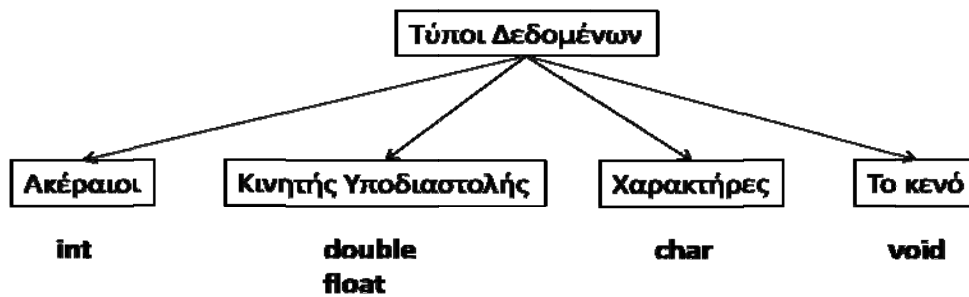 Τύποι Δεδομένων
Ακέραιοι
Κινητής Υποδιαστολής
Χαρακτήρες
Το κενό
int
double
char
void
float